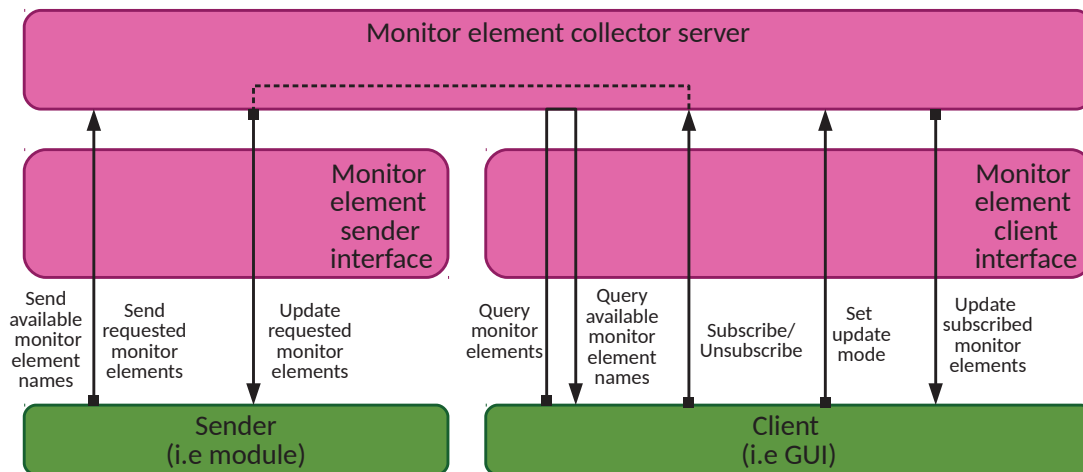 Monitor element collector server
Monitor
element
sender
interface
Monitor
element
client
interface
Send
available
monitor
element
names
Send
requested
monitor
elements
Update
requested
monitor
elements
Query
monitor
elements
Query
available
monitor
element
names
Subscribe/
Unsubscribe
Set
update
mode
Update
subscribed
monitor
elements
Sender
(i.e module)
Client
(i.e GUI)